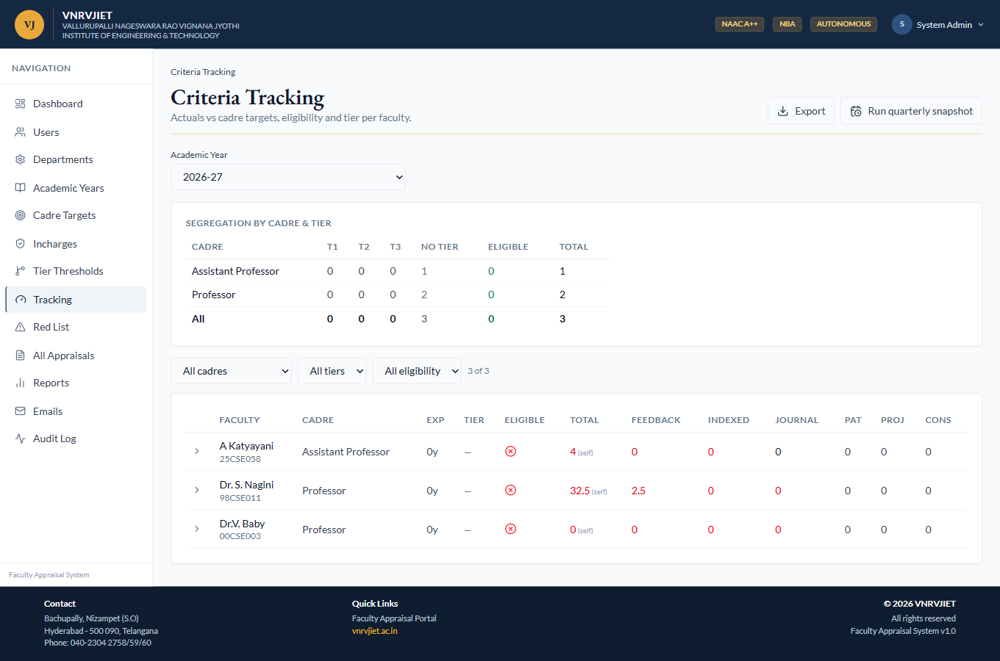 VJ
VNRVJIET
VALLURUPALLI NAGESWARA RAO VIGNANA JYOTHI
INSTITUTE OF ENGINEERING & TECHNOLOGY
NAAC A++
NBA
AUTONOMOUS
S
System Admin
NAVIGATION
Dashboard
Users
Departments
Academic Years
Cadre Targets
Incharges
Tier Thresholds
Tracking
Red List
All Appraisals
Reports
Emails
Audit Log
Faculty Appraisal System
Criteria Tracking
Criteria Tracking
Actuals vs cadre targets, eligibility and tier per faculty.
Export
Run quarterly snapshot
Academic Year
2026-27
SEGREGATION BY CADRE & TIER
CADRE T1 T2 T3 NO TIER ELIGIBLE TOTAL
Assistant Professor 0 0 0 1 0 1
Professor 0 0 0 2 0 2
All 0 0 0 3 0 3
All cadres All tiers All eligibility 3 of 3
FACULTY CADRE EXP TIER ELIGIBLE TOTAL FEEDBACK INDEXED JOURNAL PAT PROJ CONS
A Katyayani
25CSE058
Assistant Professor 0y – 4 (self) 0 0 0 0 0 0
Dr. S. Nagini
98CSE011
Professor 0y – 32.5 (self) 2.5 0 0 0 0 0
Dr.V. Baby
00CSE003
Professor 0y – 0 (self) 0 0 0 0 0 0
Contact
Bachupally, Nizampet (S.O)
Hyderabad - 500 090, Telangana
Phone: 040-2304 2758/59/60
Quick Links
Faculty Appraisal Portal
vnrvjiet.ac.in
© 2026 VNRVJIET
All rights reserved
Faculty Appraisal System v1.0